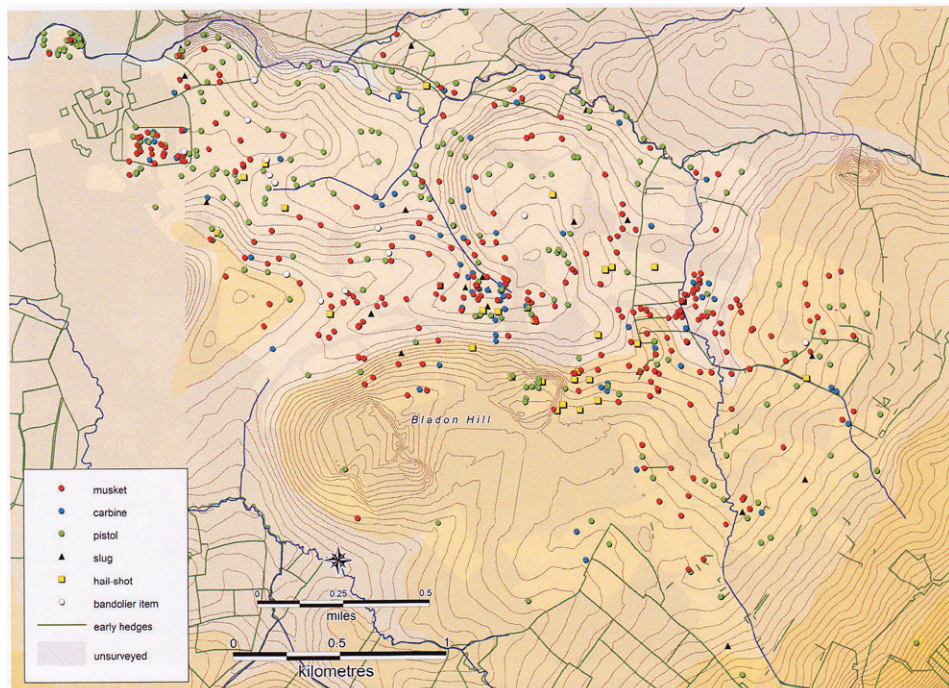 Bladon Hill
musket
carbine
pistol
slug
hail-shot
bandolier item
early hedges
unsurveyed
0 0.25 0.5
miles
0 0.5 1
kilometres